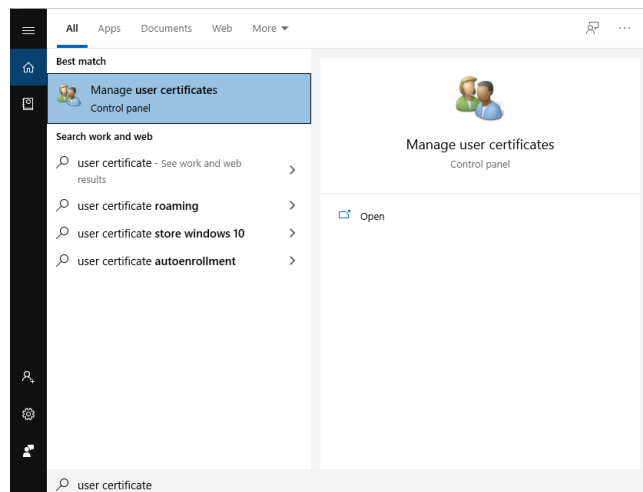 All Apps Documents Web More
Best match
Manage user certificates
Control panel
Search work and web
user certificate - See work and web
results
user certificate roaming
user certificate store windows 10
user certificate autoenrollment
Manage user certificates
Control panel
Open
user certificate